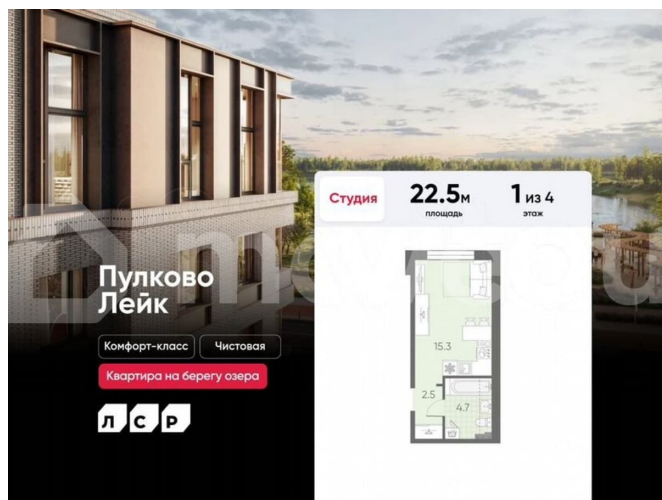 Студия
22.5м
площадь
1 из 4
этаж
Пулково
Лейк
Комфорт-класс
Чистовая
Квартира на берегу озера
ЛСР
15.3
2.5
4.7